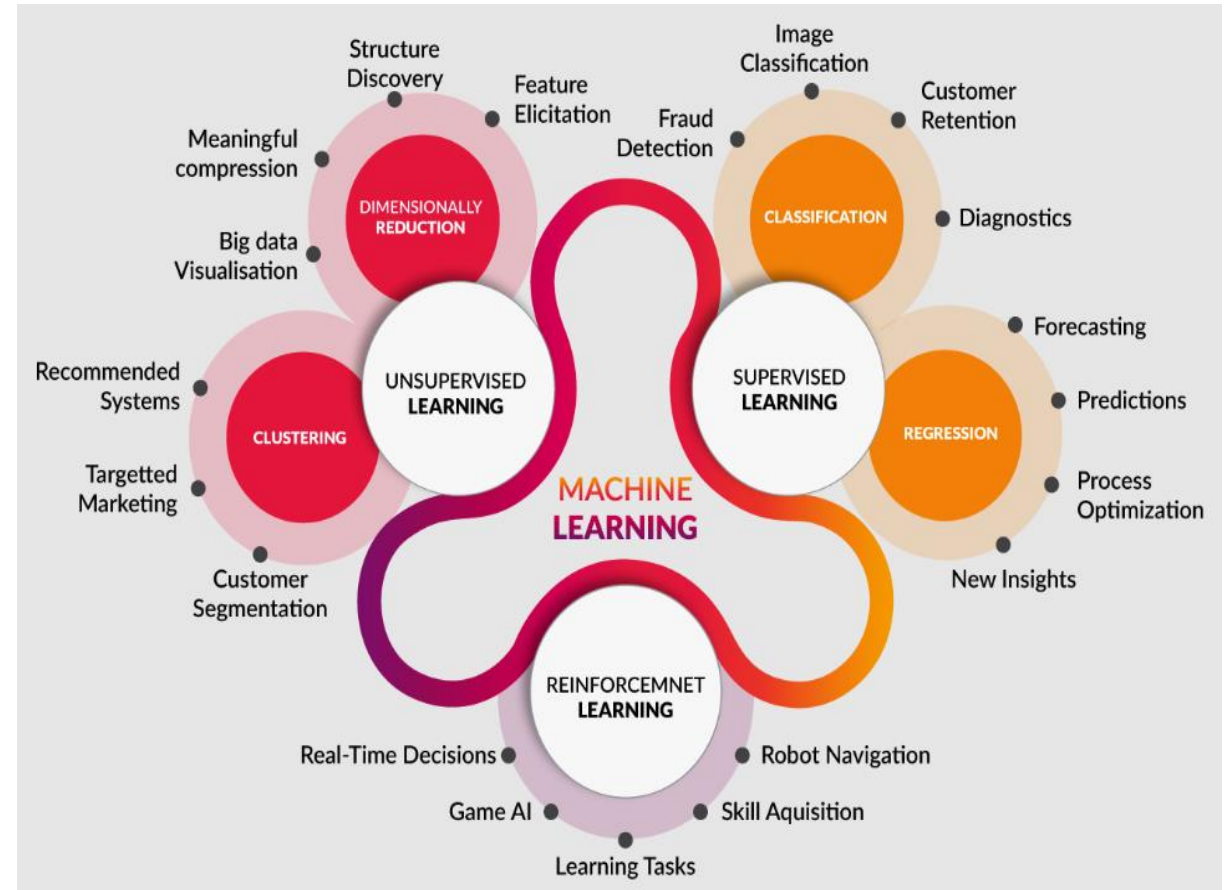 Structure
Discovery
Feature
Elicitation
Meaningful
compression
Big data
Visualisation
DIMENSIONALLY
REDUCTION
Image
Classification
Customer
Retention
Fraud
Detection
Diagnostics
CLASSIFICATION
UNSUPERVISED
LEARNING
SUPERVISED
LEARNING
Recommended
Systems
Targetted
Marketing
Customer
Segmentation
CLUSTERING
Forecasting
Predictions
Process
Optimization
New Insights
REGRESSION
MACHINE
LEARNING
REINFORCEMNET
LEARNING
Real-Time Decisions
Game AI
Learning Tasks
Skill Aquisition
Robot Navigation